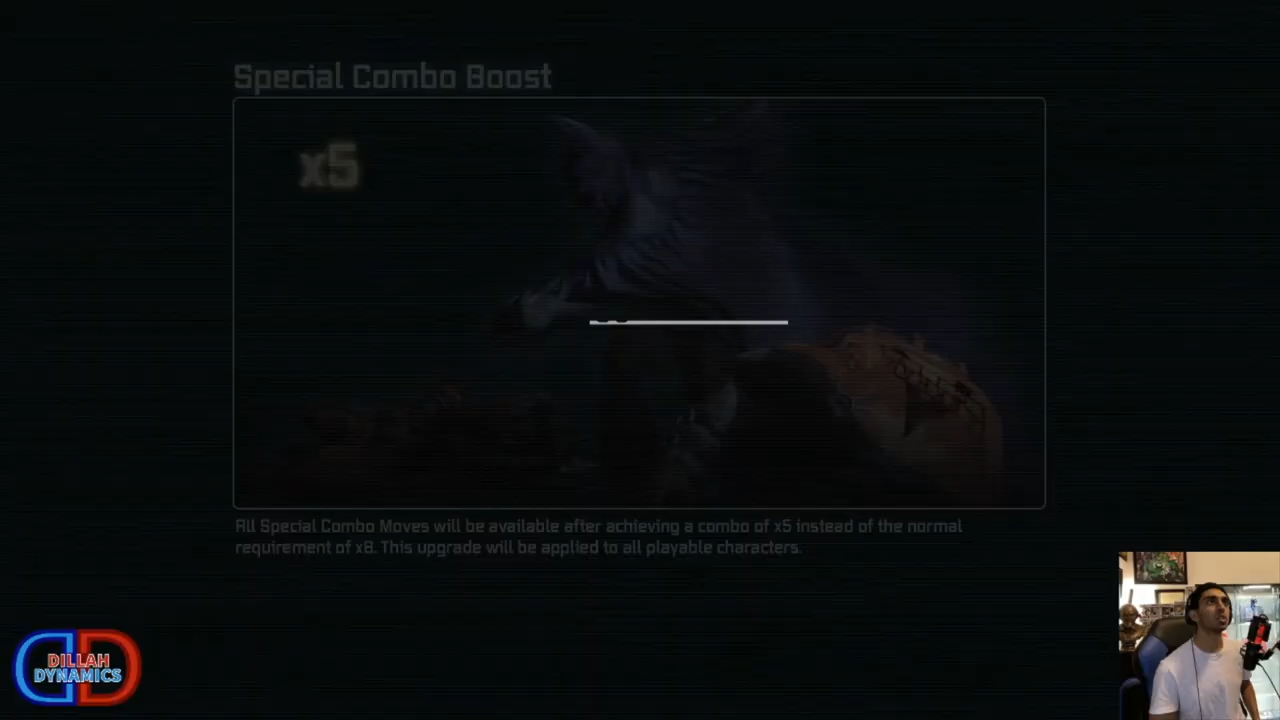 Special Combo Boost
x5
All Special Combo Moves will be available after achieving a combo of x5 instead of the normal
requirement of x8. This upgrade will be applied to all playable characters.
DILLAH
DYNAMICS